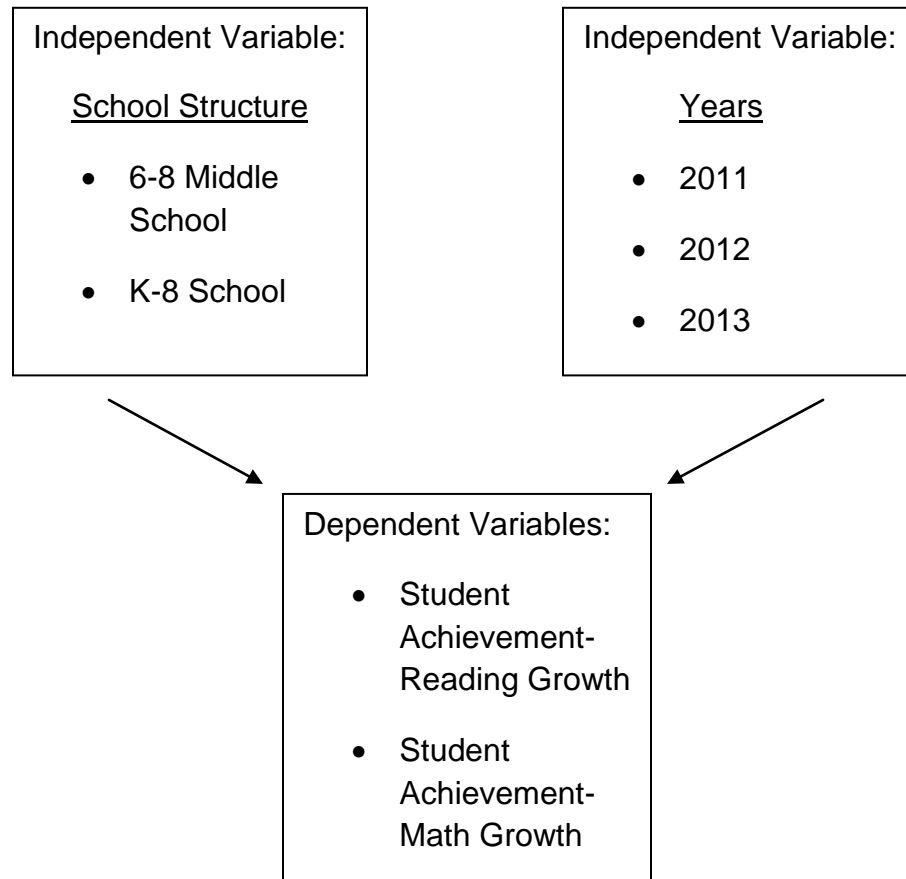 Independent Variable:
School Structure
• 6-8 Middle
School
• K-8 School
Independent Variable:
Years
• 2011
• 2012
• 2013
Dependent Variables:
• Student
Achievement-
Reading Growth
• Student
Achievement-
Math Growth